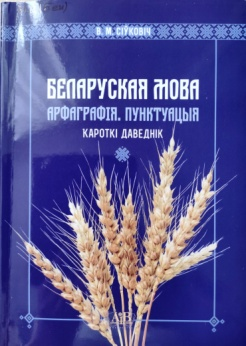 В. М. СІЎКОВІЧ
БЕЛАРУСКАЯ МОВА
АРФАГРАФІЯ. ПУНКТУАЦЫЯ
КАРОТКІ ДАВЕДНІК